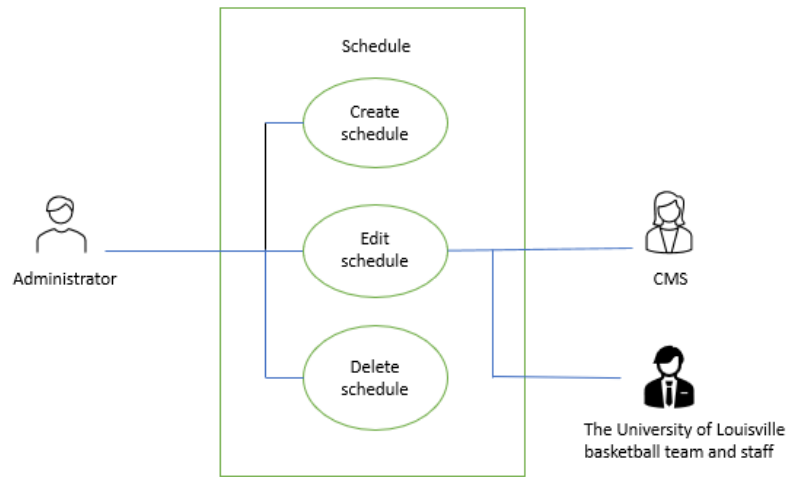 Schedule
Create
schedule
Edit
schedule
Administrator
CMS
Delete
schedule
The University of Louisville
basketball team and staff